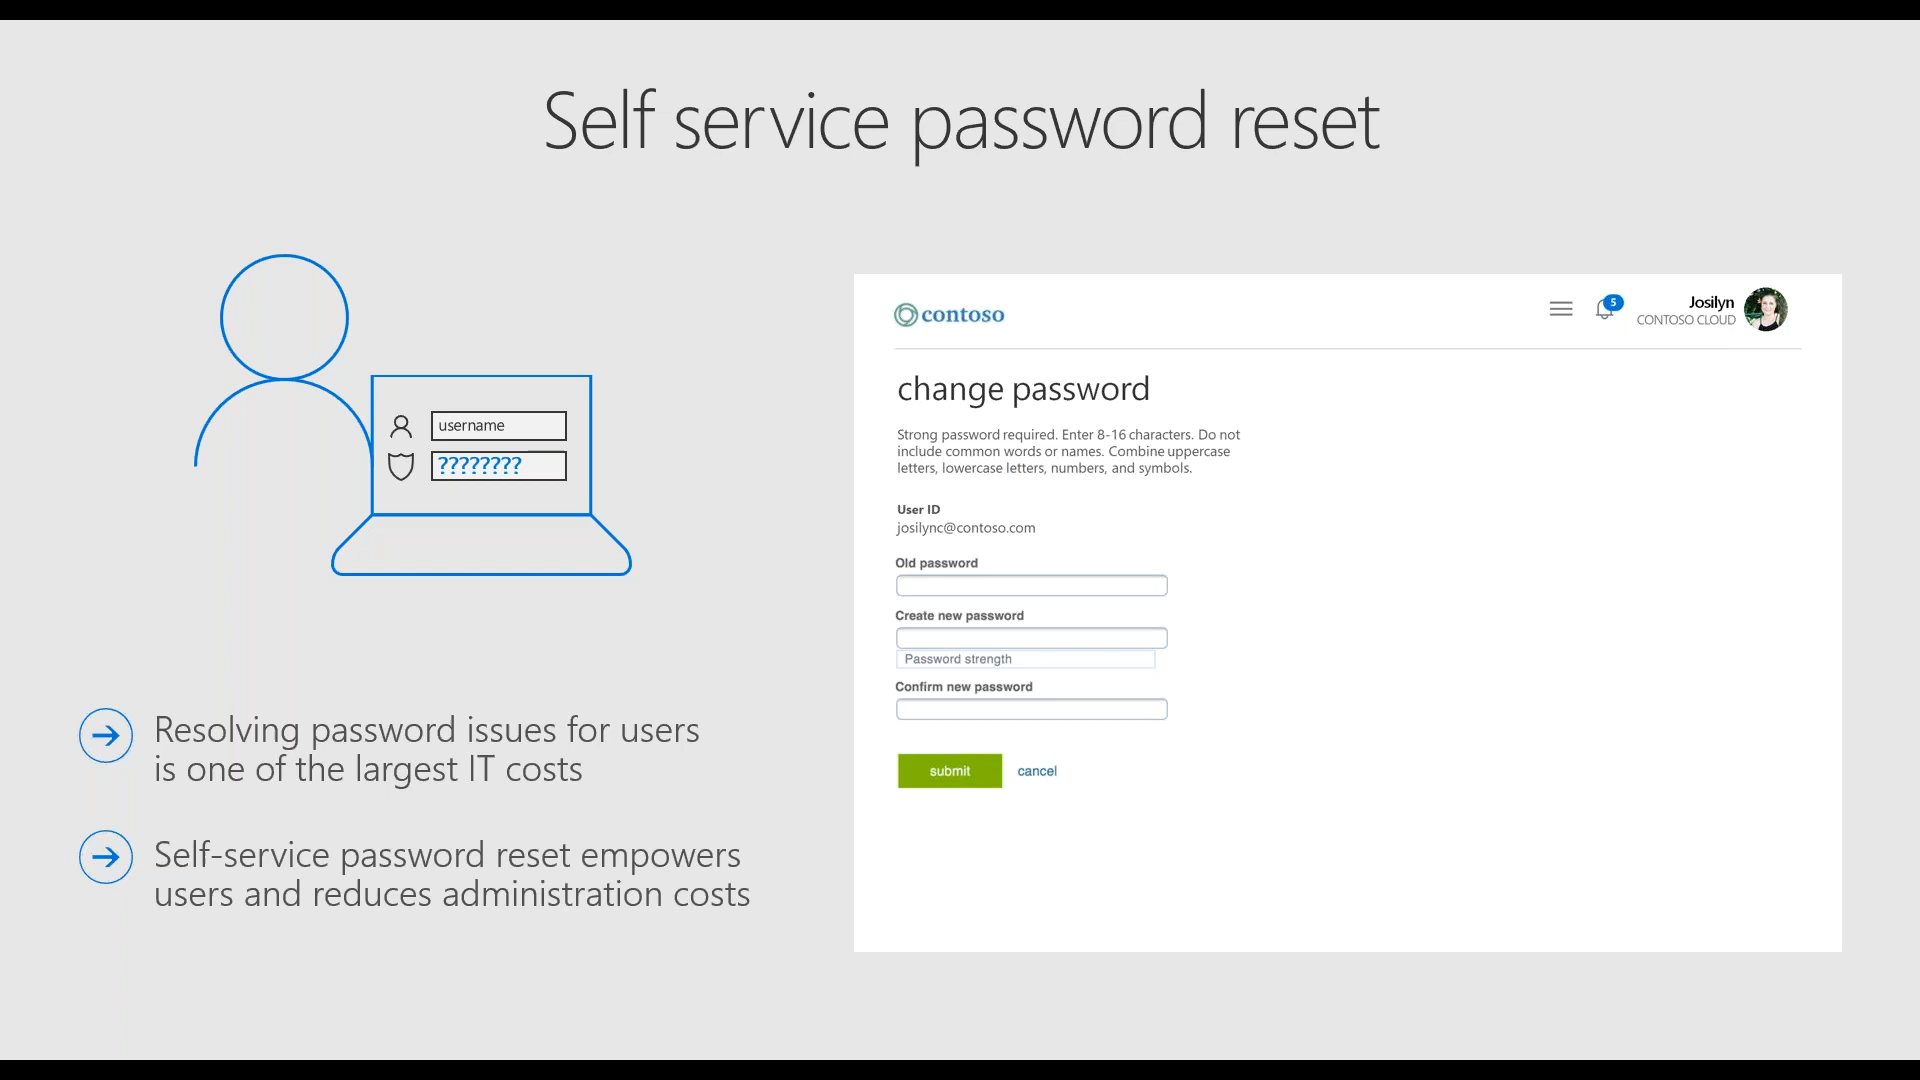 Self service password reset
username
????????
Resolving password issues for users
is one of the largest IT costs
Self-service password reset empowers
users and reduces administration costs
contoso
5
Josilyn
CONTOSO CLOUD
change password
Strong password required. Enter 8-16 characters. Do not
include common words or names. Combine uppercase
letters, lowercase letters, numbers, and symbols.
User ID
josilync@contoso.com
Old password
Create new password
Password strength
Confirm new password
submit cancel